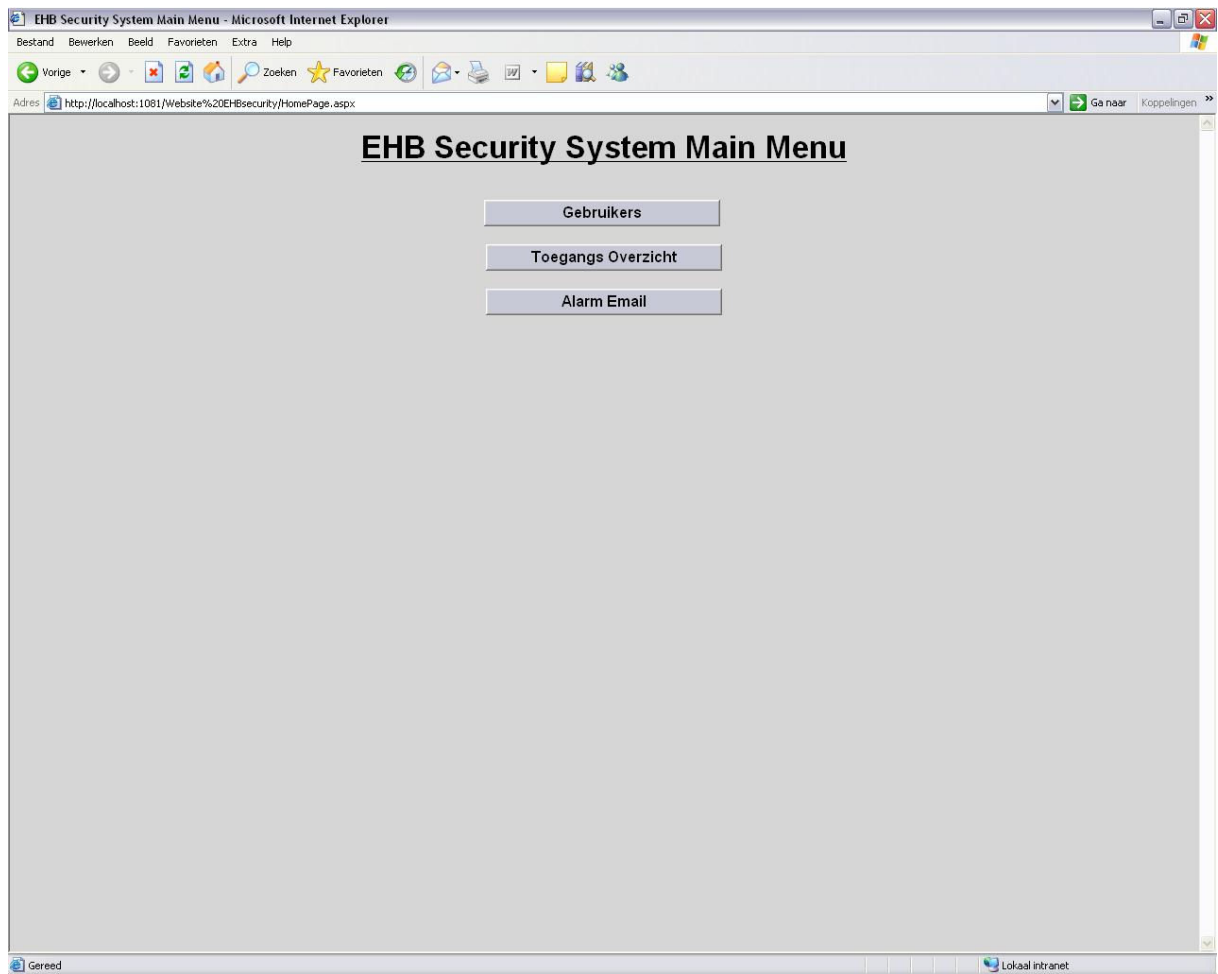 EHB Security System Main Menu - Microsoft Internet Explorer
Bestand Bewerken Beeld Favorieten Extra Help
Vorige Zoeken Favorieten
Adres http://localhost:1081/Website%20EHBsecurity/HomePage.aspx Ga naar Koppelingen »
EHB Security System Main Menu
Gebruikers
Toegangs Overzicht
Alarm Email
Gereed Lokaal intranet